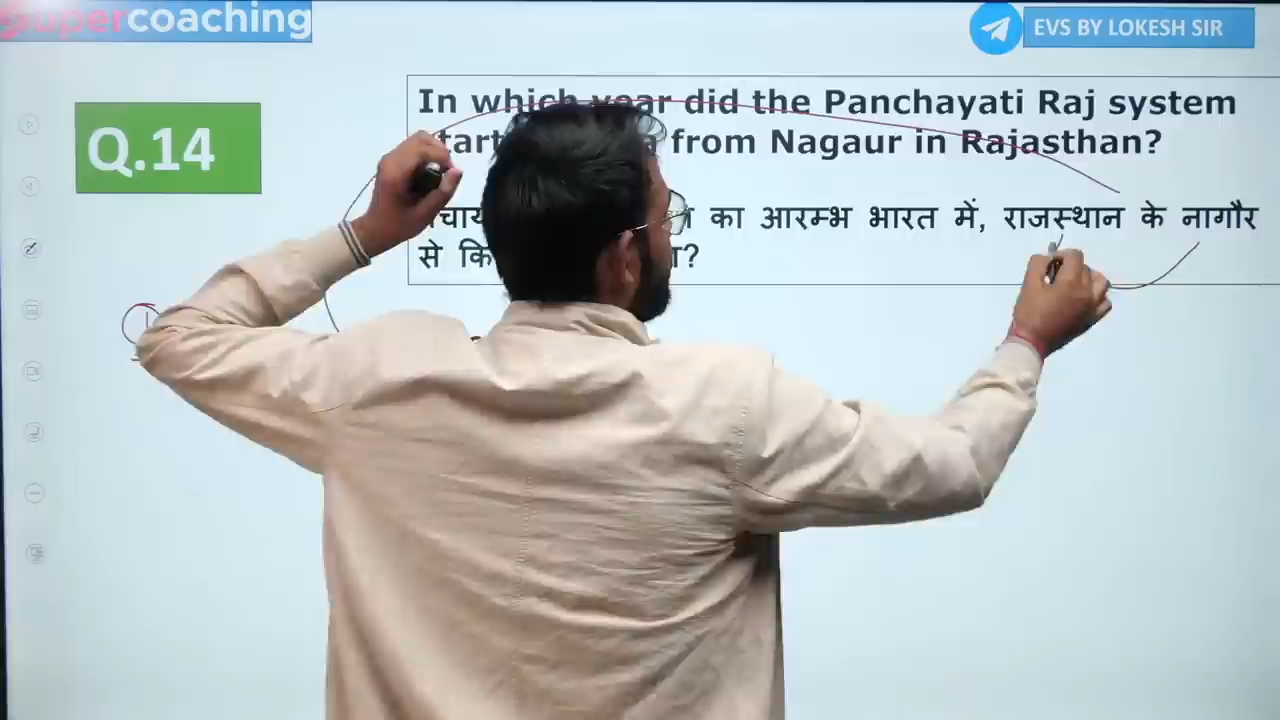 supercoaching
EVS BY LOKESH SIR
Q.14
In which year did the Panchayati Raj system
from Nagaur in Rajasthan?
का आरम्भ भारत में, राजस्थान के नागौर
से